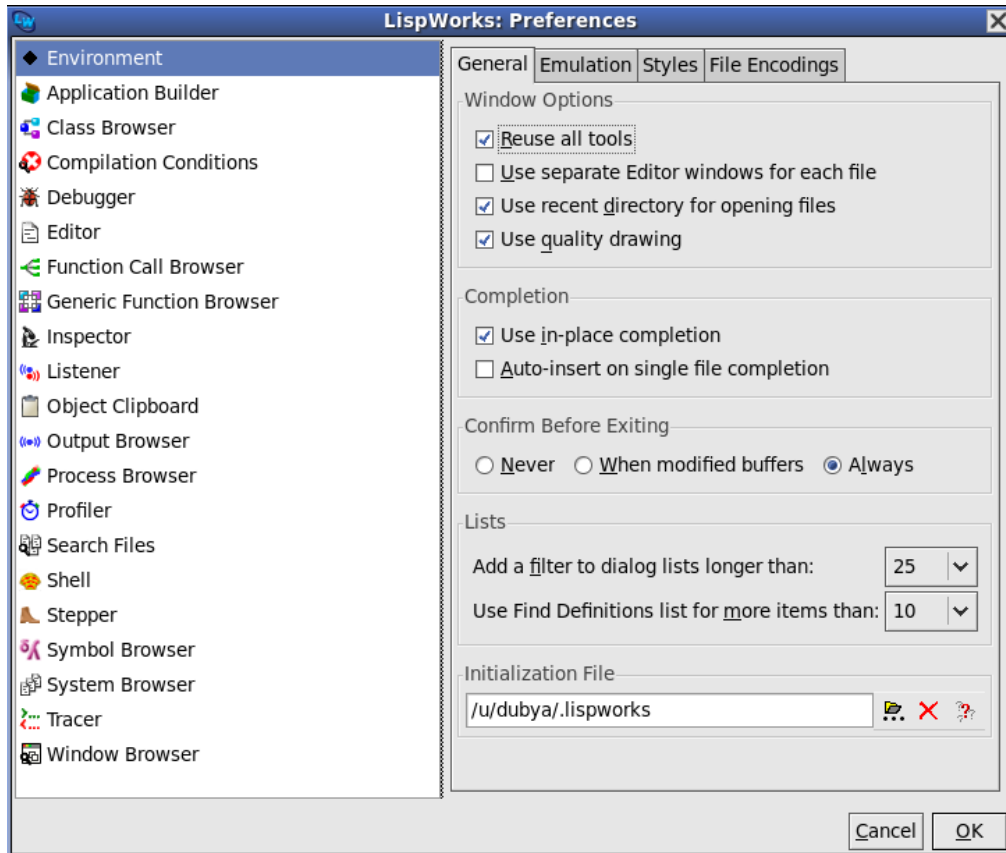 LispWorks: Preferences
Environment
Application Builder
Class Browser
Compilation Conditions
Debugger
Editor
Function Call Browser
Generic Function Browser
Inspector
Listener
Object Clipboard
Output Browser
Process Browser
Profiler
Search Files
Shell
Stepper
Symbol Browser
System Browser
Tracer
Window Browser
General Emulation Styles File Encodings
Window Options
Reuse all tools
Use separate Editor windows for each file
Use recent directory for opening files
Use quality drawing
Completion
Use in-place completion
Auto-insert on single file completion
Confirm Before Exiting
Never When modified buffers Always
Lists
Add a filter to dialog lists longer than: 25
Use Find Definitions list for more items than: 10
Initialization File
/u/dubya/.lispworks
Cancel OK